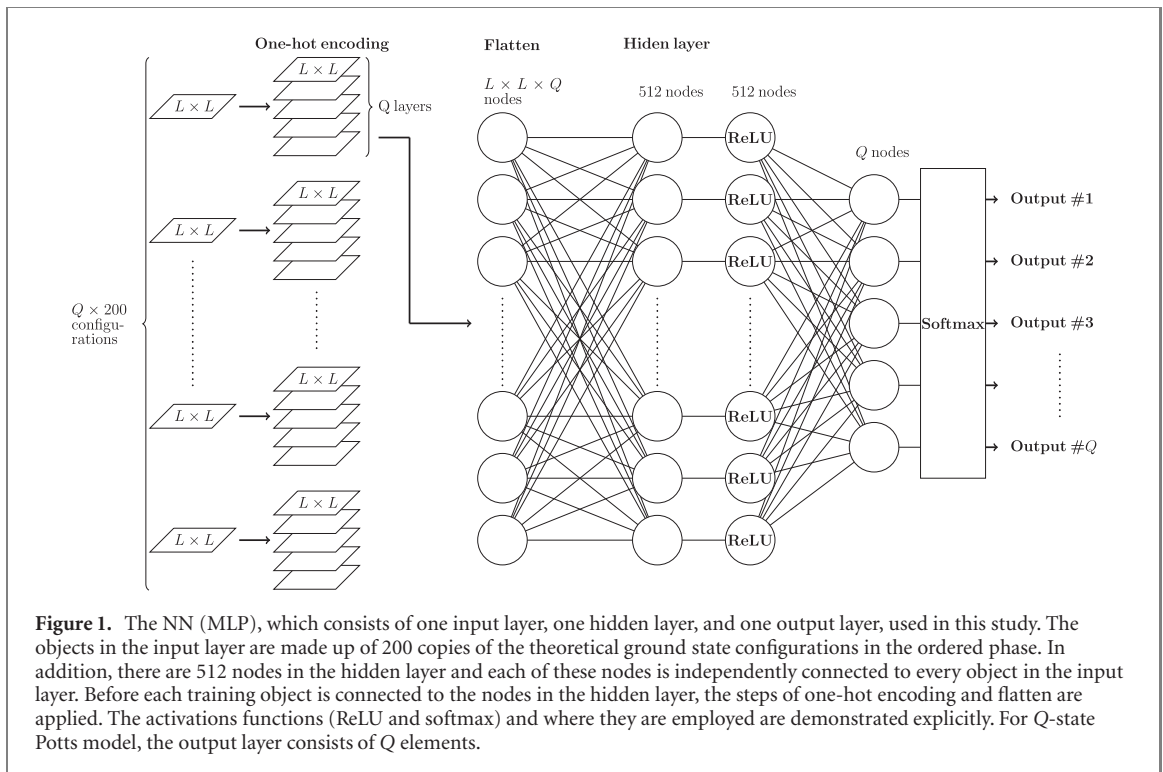 One-hot encoding
Flatten
Hiden layer
L × L
L × L
Q layers
L × L × Q
nodes
512 nodes
512 nodes
Q nodes
L × L
L × L
Q × 200
configu-
rations
L × L
L × L
L × L
L × L
ReLU
ReLU
ReLU
ReLU
ReLU
ReLU
Softmax
Output #1
Output #2
Output #3
Output #Q
Figure 1. The NN (MLP), which consists of one input layer, one hidden layer, and one output layer, used in this study. The
objects in the input layer are made up of 200 copies of the theoretical ground state configurations in the ordered phase. In
addition, there are 512 nodes in the hidden layer and each of these nodes is independently connected to every object in the input
layer. Before each training object is connected to the nodes in the hidden layer, the steps of one-hot encoding and flatten are
applied. The activations functions (ReLU and softmax) and where they are employed are demonstrated explicitly. For Q-state
Potts model, the output layer consists of Q elements.